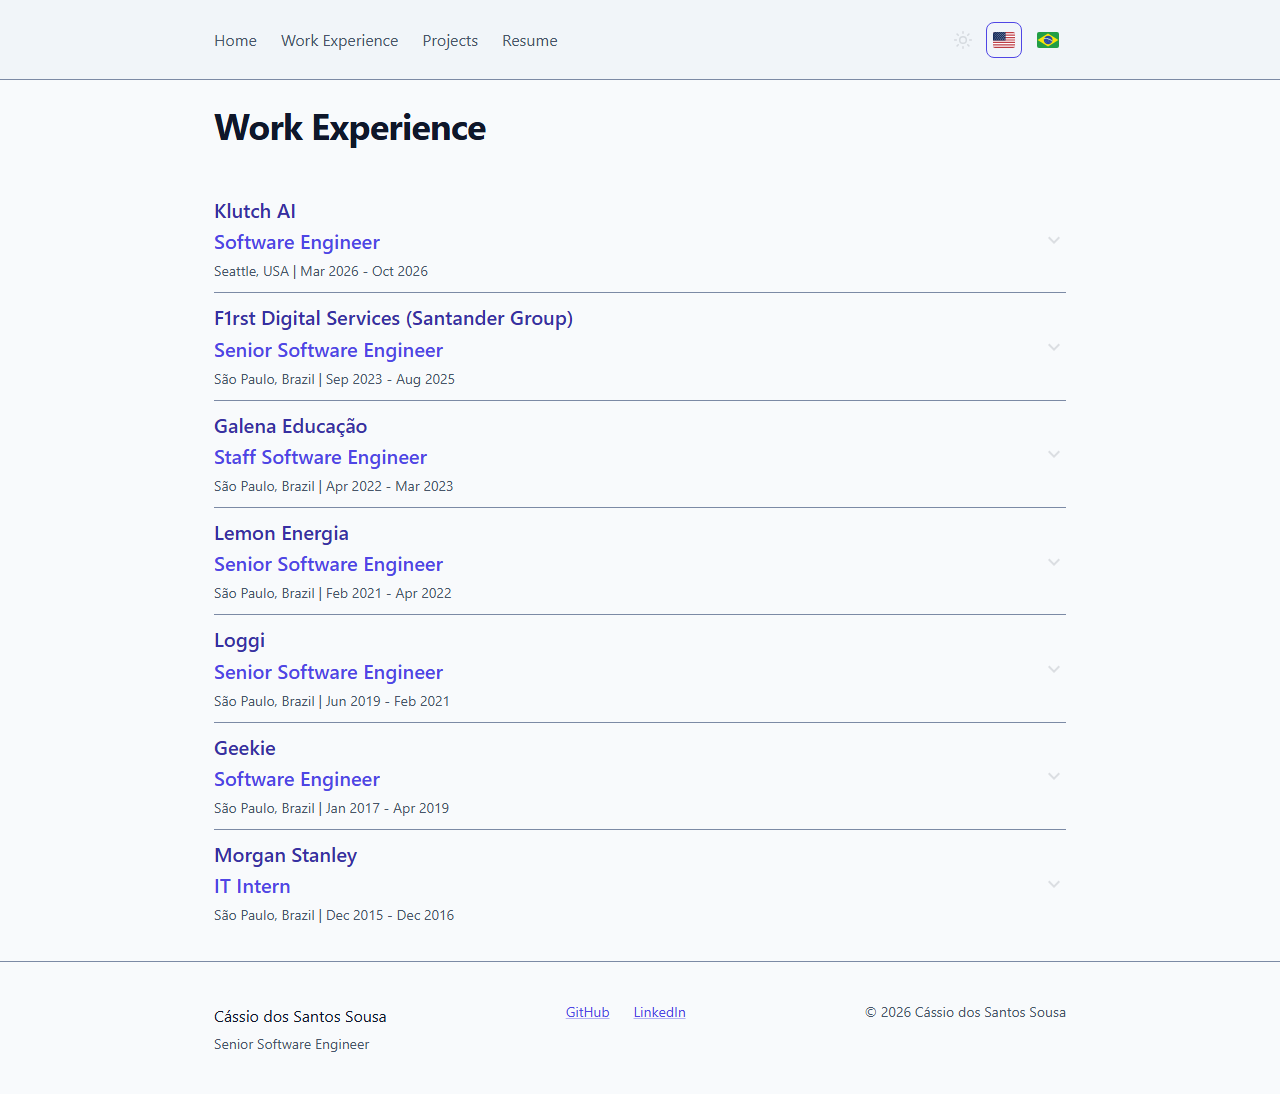 Home Work Experience Projects Resume
Work Experience
Klutch AI
Software Engineer
Seattle, USA | Mar 2026 - Oct 2026
F1rst Digital Services (Santander Group)
Senior Software Engineer
São Paulo, Brazil | Sep 2023 - Aug 2025
Galena Educação
Staff Software Engineer
São Paulo, Brazil | Apr 2022 - Mar 2023
Lemon Energia
Senior Software Engineer
São Paulo, Brazil | Feb 2021 - Apr 2022
Loggi
Senior Software Engineer
São Paulo, Brazil | Jun 2019 - Feb 2021
Geekie
Software Engineer
São Paulo, Brazil | Jan 2017 - Apr 2019
Morgan Stanley
IT Intern
São Paulo, Brazil | Dec 2015 - Dec 2016
Cássio dos Santos Sousa
Senior Software Engineer
GitHub LinkedIn
© 2026 Cássio dos Santos Sousa